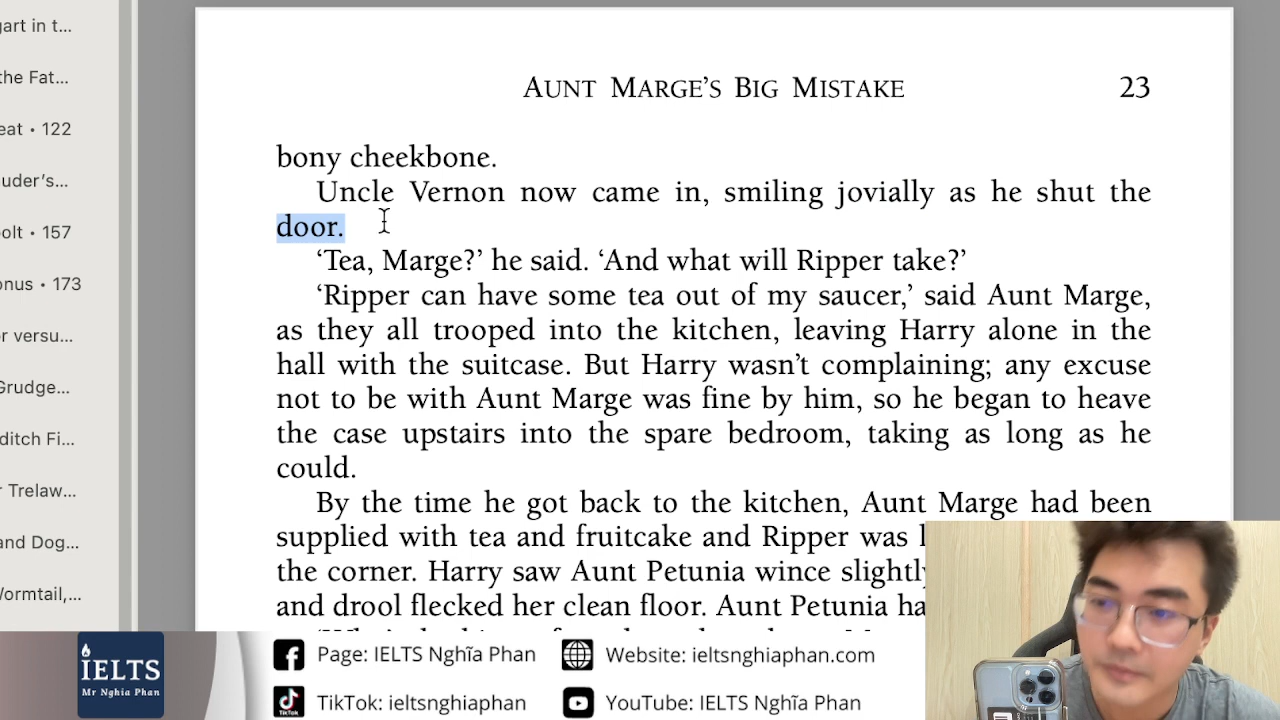 gart in t...
the Fat...
eat • 122
uder's...
olt • 157
onus • 173
r versu...
Grudge...
ditch Fi...
r Trelaw...
and Dog...
Wormtail,...
AUNT MARGE'S BIG MISTAKE 23
bony cheekbone.
Uncle Vernon now came in, smiling jovially as he shut the
door.
‘Tea, Marge?’ he said. ‘And what will Ripper take?’
‘Ripper can have some tea out of my saucer,’ said Aunt Marge,
as they all trooped into the kitchen, leaving Harry alone in the
hall with the suitcase. But Harry wasn’t complaining; any excuse
not to be with Aunt Marge was fine by him, so he began to heave
the case upstairs into the spare bedroom, taking as long as he
could.
By the time he got back to the kitchen, Aunt Marge had been
supplied with tea and fruitcake and Ripper was
the corner. Harry saw Aunt Petunia wince slightly
and drool flecked her clean floor. Aunt Petunia ha
IELTS
Mr Nghia Phan
Page: IELTS Nghĩa Phan
Website: ieltsnghiaphan.com
TikTok
TikTok: ieltsnghiaphan
YouTube: IELTS Nghĩa Phan